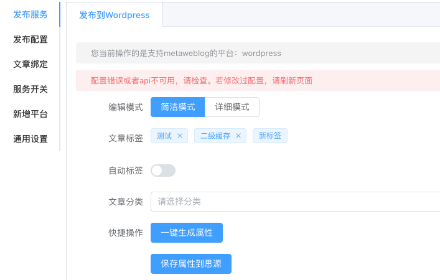 发布服务
发布配置
文章绑定
服务开关
新增平台
通用设置
发布到Wordpress
您当前操作的是支持metaweblog的平台：wordpress
配置错误或者api不可用，请检查。若修改过配置，请刷新页面
编辑模式 简洁模式 详细模式
文章标签 测试 × 二级缓存 × 新标签
自动标签
文章分类 请选择分类
快捷操作 一键生成属性
保存属性到思源